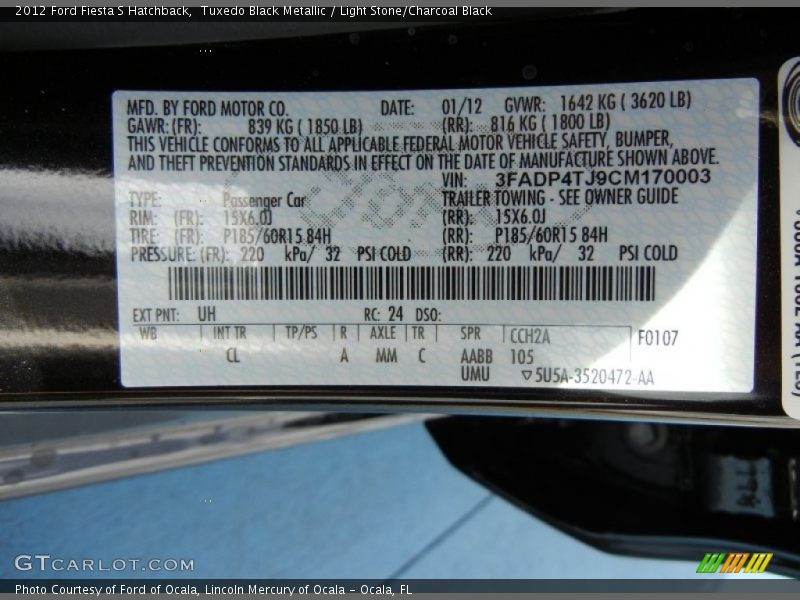 2012 Ford Fiesta S Hatchback,  Tuxedo Black Metallic / Light Stone/Charcoal Black
MFD. BY FORD MOTOR CO. DATE: 01/12 GVWR: 1642 KG ( 3620 LB)
GAWR: (FR): 839 KG ( 1850 LB) (RR): 816 KG ( 1800 LB)
THIS VEHICLE CONFORMS TO ALL APPLICABLE FEDERAL MOTOR VEHICLE SAFETY, BUMPER,
AND THEFT PREVENTION STANDARDS IN EFFECT ON THE DATE OF MANUFACTURE SHOWN ABOVE.
VIN: 3FADP4TJ9CM170003
TYPE: Passenger Car TRAILER TOWING - SEE OWNER GUIDE
RIM: (FR): 15X6.0J (RR): 15X6.0J
TIRE: (FR): P185/60R15 84H (RR): P185/60R15 84H
PRESSURE: (FR): 220 kPa/ 32 PSI COLD (RR): 220 kPa/ 32 PSI COLD
EXT PNT: UH RC: 24 DSO:
WB INT TR TP/PS R AXLE TR SPR CCH2A F0107
CL A MM C AABB 105
UMU ▽5U5A-3520472-AA
GTCARLOT.COM
Photo Courtesy of Ford of Ocala, Lincoln Mercury of Ocala - Ocala, FL